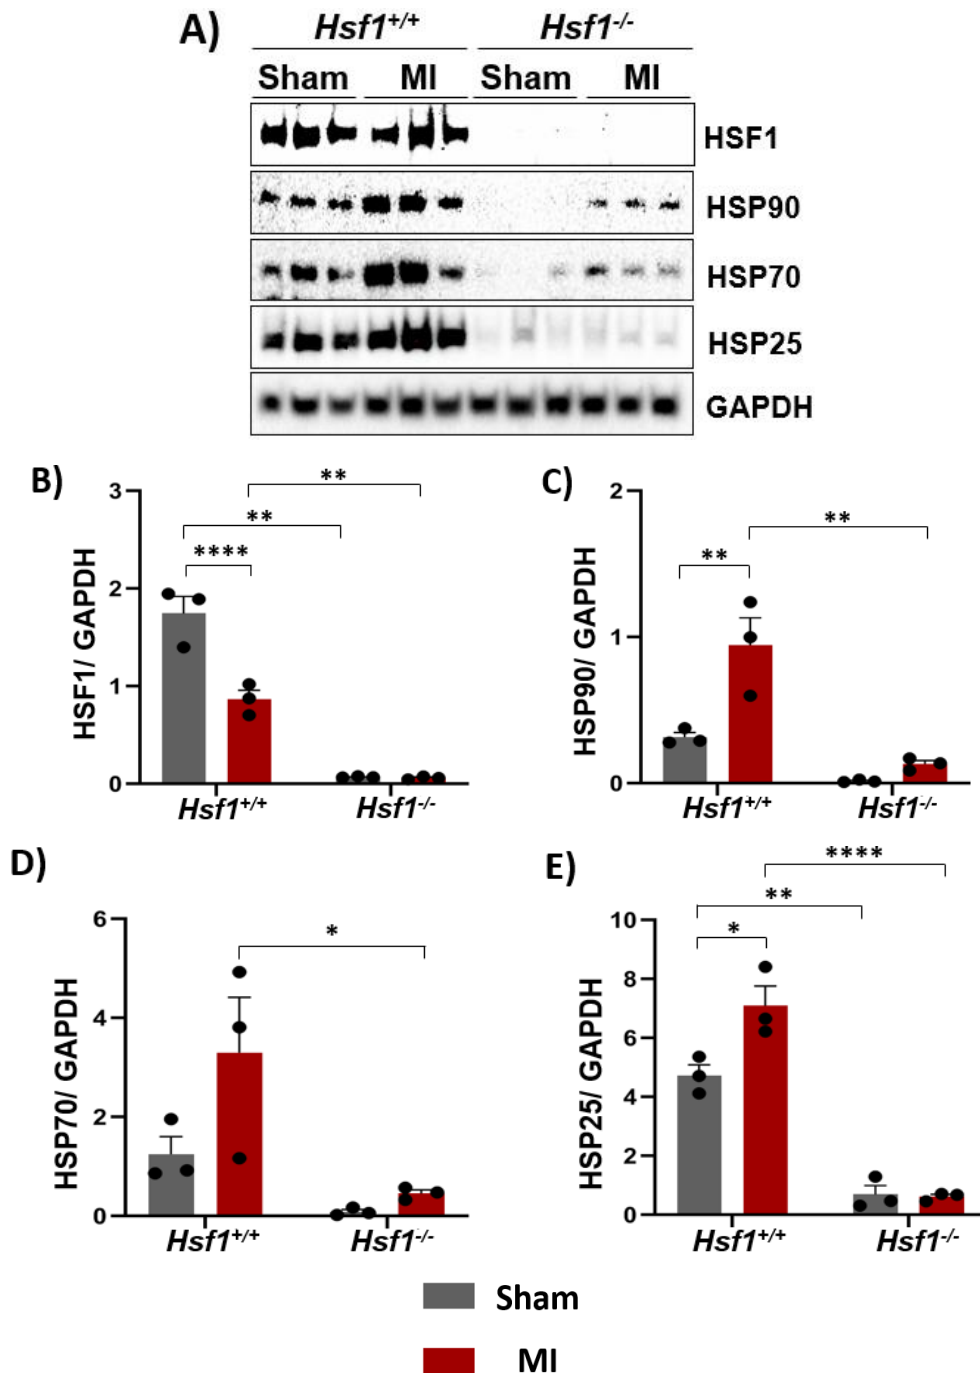 A)
Hsf1+/+ Hsf1-/-
Sham MI Sham MI
HSF1
HSP90
HSP70
HSP25
GAPDH
B)
HSF1/ GAPDH
3
2
1
0
**
**
****
Hsf1+/+ Hsf1-/-
C)
HSP90/ GAPDH
2
1
0
**
**
Hsf1+/+ Hsf1-/-
D)
HSP70/ GAPDH
6
4
2
0
*
Hsf1+/+ Hsf1-/-
E)
HSP25/ GAPDH
10
8
6
4
2
0
****
**
*
Hsf1+/+ Hsf1-/-
Sham
MI